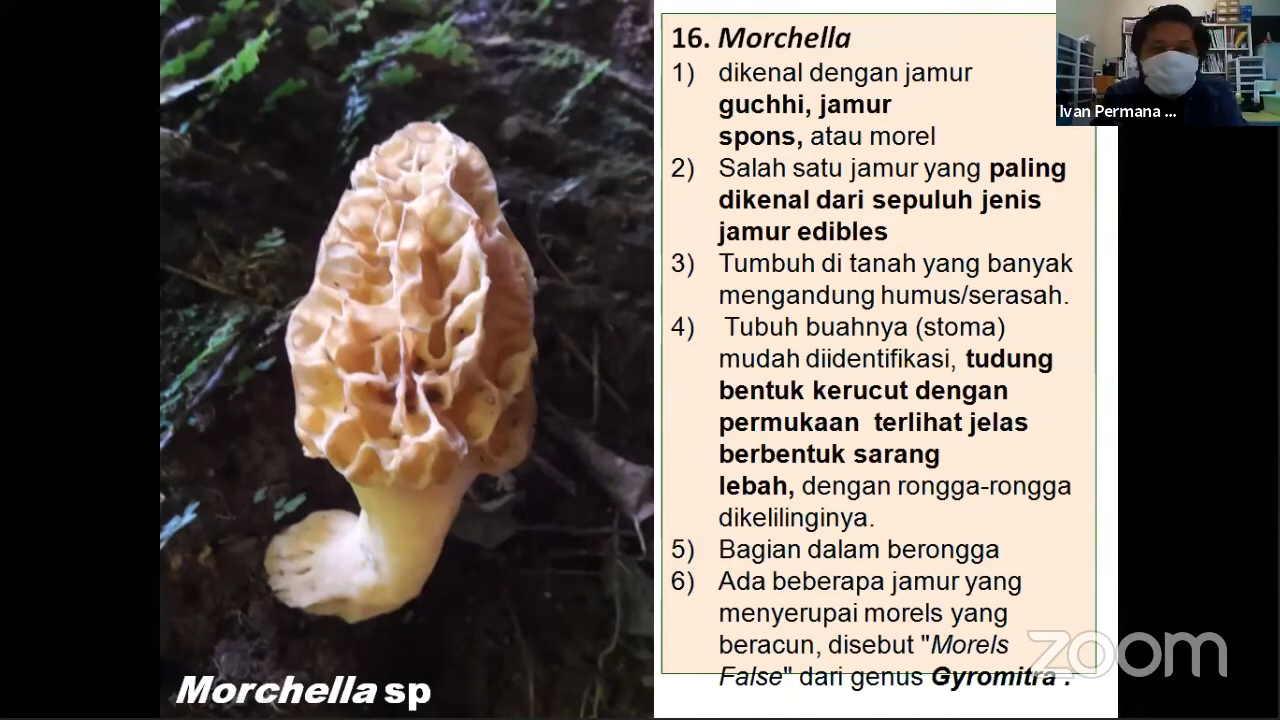 16. Morchella
1) dikenal dengan jamur
guchhi, jamur
spons, atau morel
2) Salah satu jamur yang paling
dikenal dari sepuluh jenis
jamur edibles
3) Tumbuh di tanah yang banyak
mengandung humus/serasah.
4) Tubuh buahnya (stoma)
mudah diidentifikasi, tudung
bentuk kerucut dengan
permukaan terlihat jelas
berbentuk sarang
lebah, dengan rongga-rongga
dikelilinginya.
5) Bagian dalam berongga
6) Ada beberapa jamur yang
menyerupai morels yang
beracun, disebut "Morels
False" dari genus Gyromitra .
Morchella sp
Ivan Permana ...
zoom